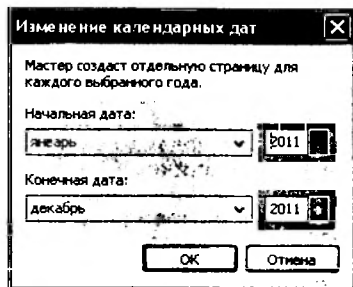 Изменение календарных дат
Мастер создаст отдельную страницу для
каждого выбранного года.
Начальная дата:
январь 2011
Конечная дата:
декабрь 2011
ОК Отмена